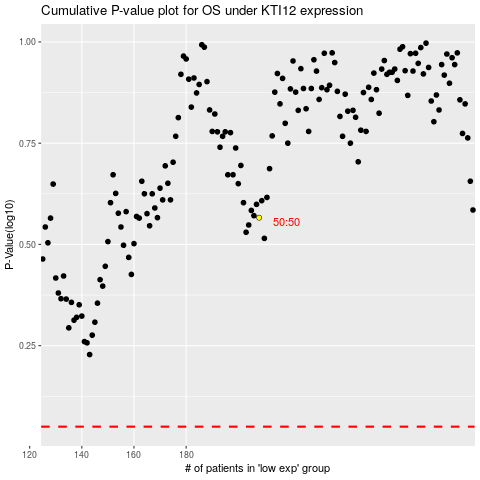 Cumulative P-value plot for OS under KTI12 expression
1.00
0.75
0.50
0.25
P-Value(log10)
50:50
120 140 160 180
# of patients in 'low exp' group